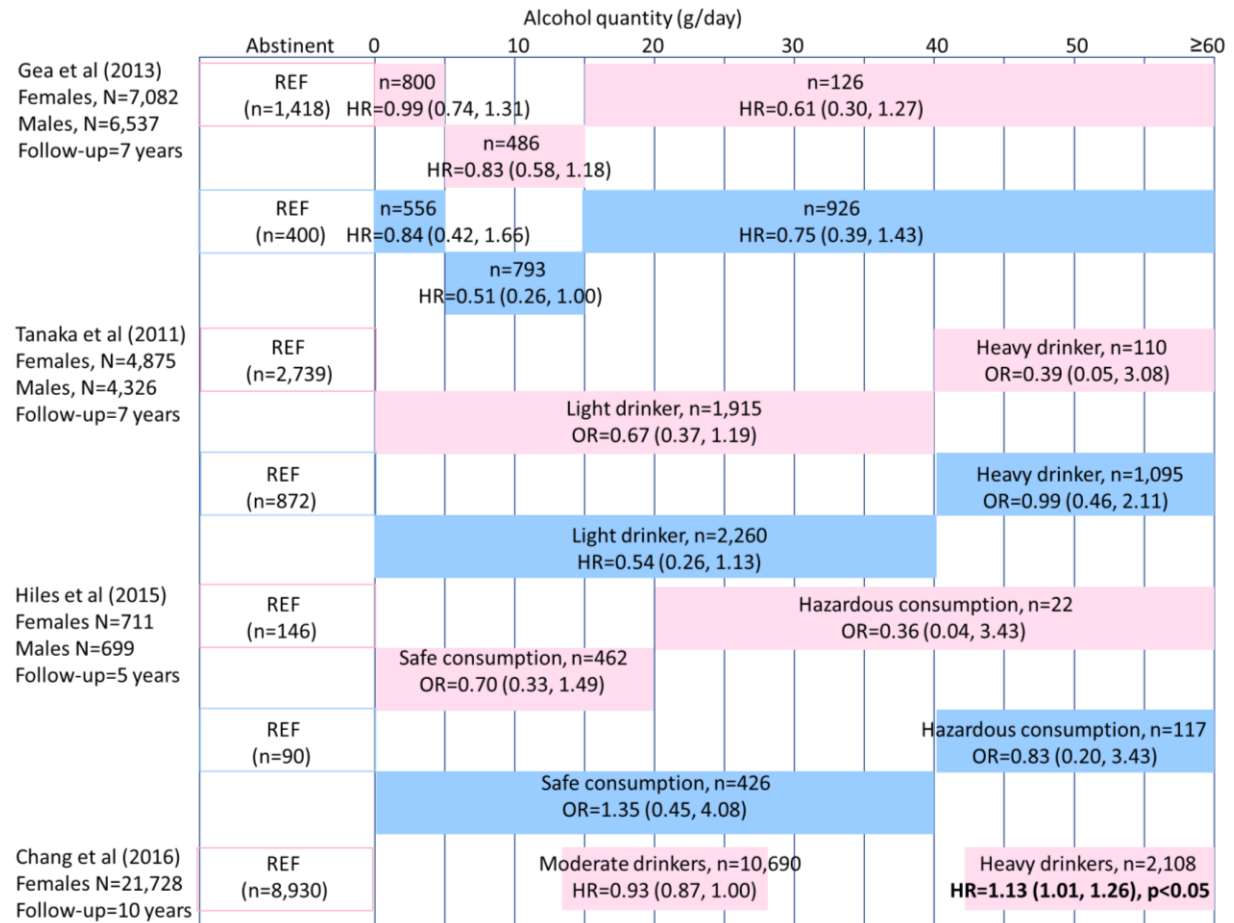 Alcohol quantity (g/day)
Abstinent 0 10 20 30 40 50 ≥60
Gea et al (2013)
Females, N=7,082
Males, N=6,537
Follow-up=7 years
REF
(n=1,418)
n=800
HR=0.99 (0.74, 1.31)
n=126
HR=0.61 (0.30, 1.27)
n=486
HR=0.83 (0.58, 1.18)
REF
(n=400)
n=556
HR=0.84 (0.42, 1.66)
n=926
HR=0.75 (0.39, 1.43)
n=793
HR=0.51 (0.26, 1.00)
Tanaka et al (2011)
Females, N=4,875
Males, N=4,326
Follow-up=7 years
REF
(n=2,739)
Heavy drinker, n=110
OR=0.39 (0.05, 3.08)
Light drinker, n=1,915
OR=0.67 (0.37, 1.19)
REF
(n=872)
Heavy drinker, n=1,095
OR=0.99 (0.46, 2.11)
Light drinker, n=2,260
HR=0.54 (0.26, 1.13)
Hiles et al (2015)
Females N=711
Males N=699
Follow-up=5 years
REF
(n=146)
Hazardous consumption, n=22
OR=0.36 (0.04, 3.43)
Safe consumption, n=462
OR=0.70 (0.33, 1.49)
REF
(n=90)
Hazardous consumption, n=117
OR=0.83 (0.20, 3.43)
Safe consumption, n=426
OR=1.35 (0.45, 4.08)
Chang et al (2016)
Females N=21,728
Follow-up=10 years
REF
(n=8,930)
Moderate drinkers, n=10,690
HR=0.93 (0.87, 1.00)
Heavy drinkers, n=2,108
HR=1.13 (1.01, 1.26), p<0.05